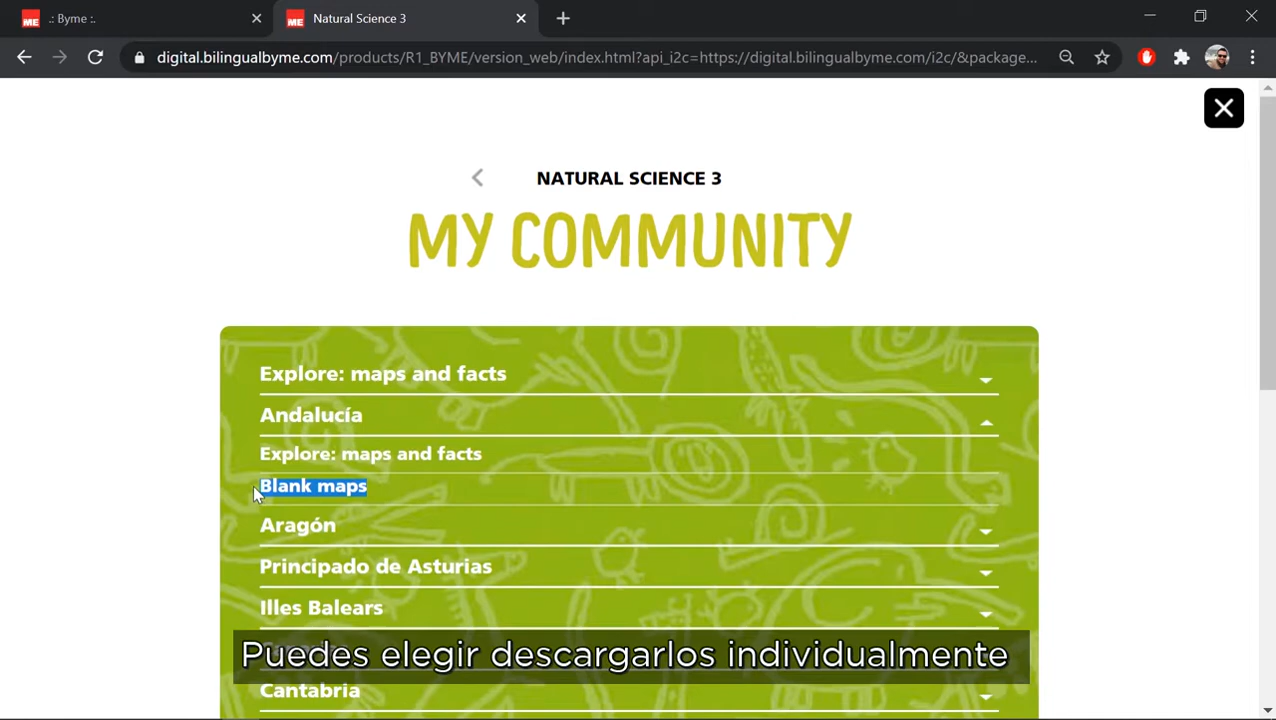 ME
.: Byme :.
ME
Natural Science 3
digital.bilingualbyme.com/products/R1_BYME/version_web/index.html?api_i2c=https://digital.bilingualbyme.com/i2c/&package...
NATURAL SCIENCE 3
MY COMMUNITY
Explore: maps and facts
Andalucía
Explore: maps and facts
Blank maps
Aragón
Principado de Asturias
Illes Balears
Puedes elegir descargarlos individualmente
Cantabria